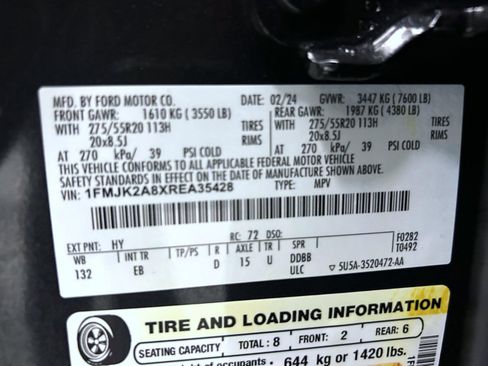 MFD. BY FORD MOTOR CO. DATE: 02/24 GVWR: 3447 KG ( 7600 LB)
FRONT GAWR: 1610 KG ( 3550 LB) REAR GAWR: 1987 KG ( 4380 LB)
WITH 275/55R20 113H TIRES WITH 275/55R20 113H TIRES
20x8.5J RIMS 20x8.5J RIMS
AT 270 kPa/ 39 PSI COLD AT 270 kPa/ 39 PSI COLD
THIS VEHICLE CONFORMS TO ALL APPLICABLE FEDERAL MOTOR VEHICLE
SAFETY STANDARDS IN EFFECT ON THE DATE OF MANUFACTURE SHOWN ABOVE.
VIN: 1FMJK2A8XREA35428 TYPE: MPV
F0282
T0492
EXT PNT: HY RC: 72 DSO:
WB INT TR TP/PS R AXLE TR SPR
132 EB D 15 U DDBB
ULC ▽ 5U5A-3520472-AA
TIRE AND LOADING INFORMATION
SEATING CAPACITY TOTAL : 8 FRONT: 2 REAR: 6
of occupants 644 kg or 1420 lbs.